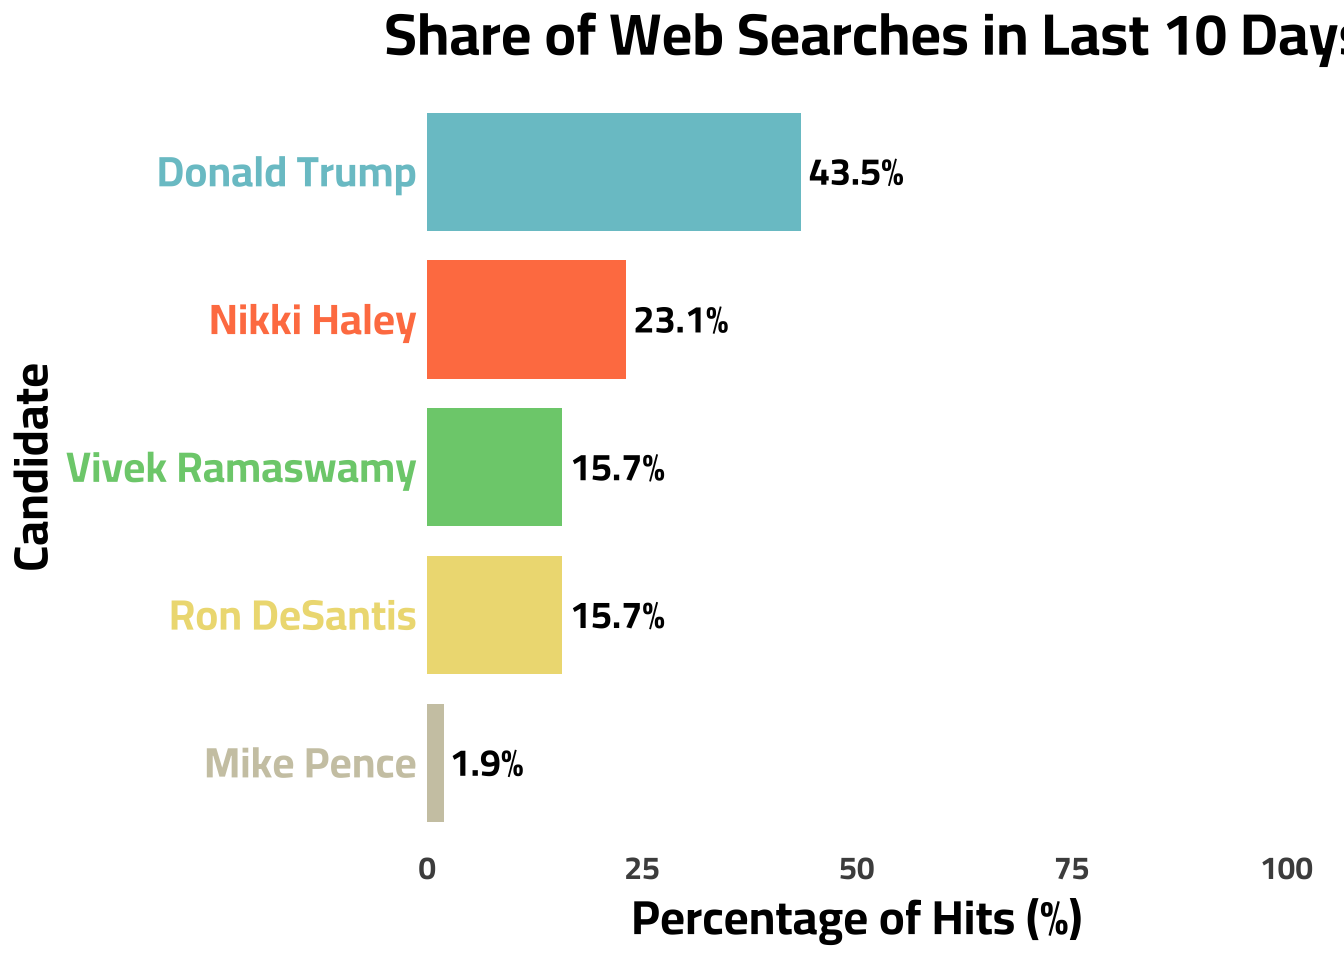 Share of Web Searches in Last 10 Days
Donald Trump 43.5%
Nikki Haley 23.1%
Vivek Ramaswamy 15.7%
Ron DeSantis 15.7%
Mike Pence 1.9%
Candidate
0 25 50 75 100
Percentage of Hits (%)